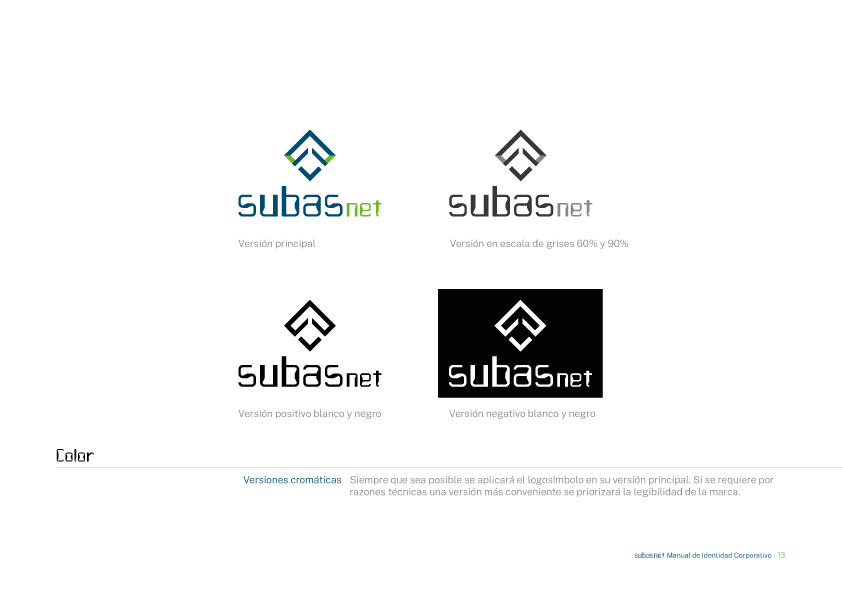 subasnet
subasnet
Versión principal
Versión en escala de grises 60% y 90%
subasnet
subasnet
Versión positivo blanco y negro
Versión negativo blanco y negro
Color
Versiones cromáticas
Siempre que sea posible se aplicará el logosímbolo en su versión principal. Si se requiere por
razones técnicas una versión más conveniente se priorizará la legibilidad de la marca.
subasnet Manual de Identidad Corporativo | 13